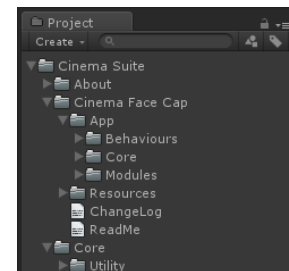 Project
Create
Cinema Suite
About
Cinema Face Cap
App
Behaviours
Core
Modules
Resources
ChangeLog
ReadMe
Core
Utility